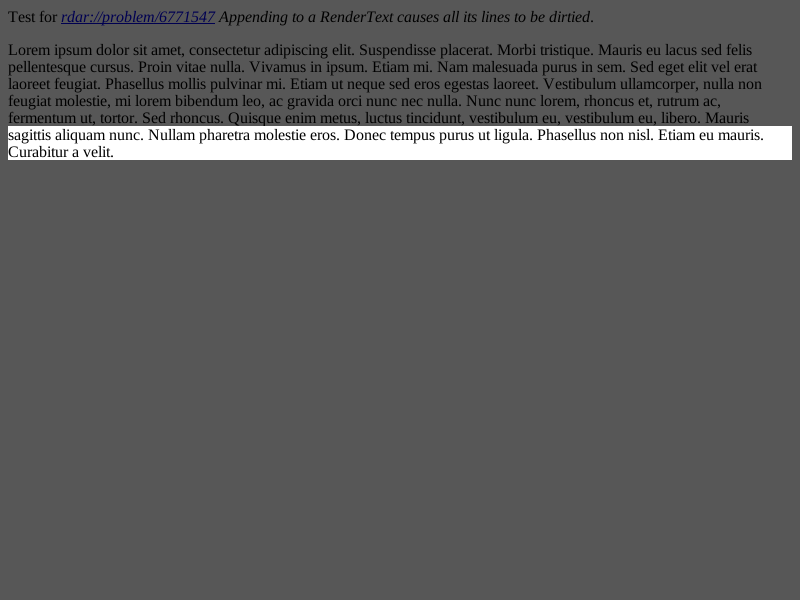 Test for rdar://problem/6771547 Appending to a RenderText causes all its lines to be dirtied.
Lorem ipsum dolor sit amet, consectetur adipiscing elit. Suspendisse placerat. Morbi tristique. Mauris eu lacus sed felis
pellentesque cursus. Proin vitae nulla. Vivamus in ipsum. Etiam mi. Nam malesuada purus in sem. Sed eget elit vel erat
laoreet feugiat. Phasellus mollis pulvinar mi. Etiam ut neque sed eros egestas laoreet. Vestibulum ullamcorper, nulla non
feugiat molestie, mi lorem bibendum leo, ac gravida orci nunc nec nulla. Nunc nunc lorem, rhoncus et, rutrum ac,
fermentum ut, tortor. Sed rhoncus. Quisque enim metus, luctus tincidunt, vestibulum eu, vestibulum eu, libero. Mauris
sagittis aliquam nunc. Nullam pharetra molestie eros. Donec tempus purus ut ligula. Phasellus non nisl. Etiam eu mauris.
Curabitur a velit.